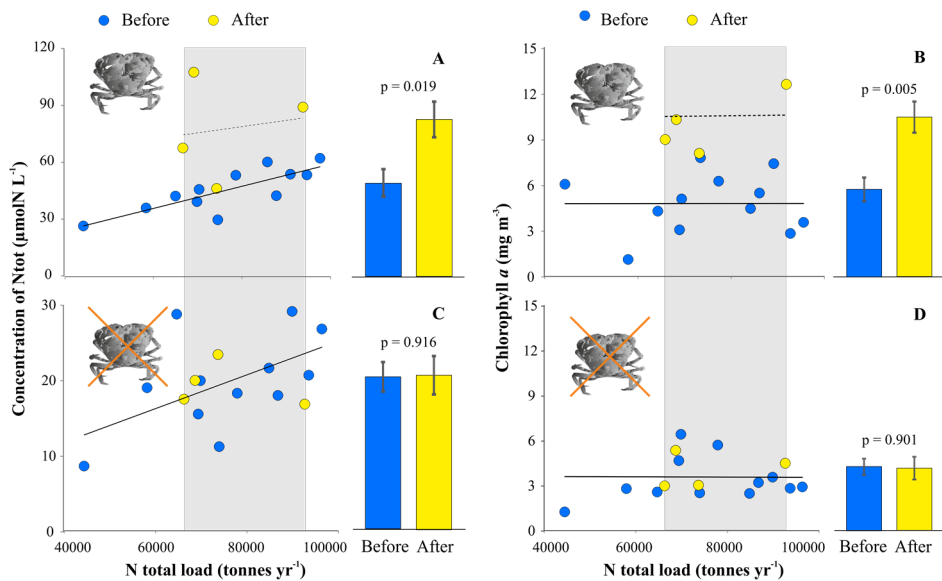 Before After
Before After
Concentration of Ntot (µmolN L⁻¹)
120
90
60
30
0
A
p = 0.019
Chlorophyll a (mg m⁻³)
15
12
9
6
3
0
B
p = 0.005
30
20
10
0
C
p = 0.916
40000 60000 80000 100000
N total load (tonnes yr⁻¹)
Before After
15
12
9
6
3
0
D
p = 0.901
40000 60000 80000 100000
N total load (tonnes yr⁻¹)
Before After